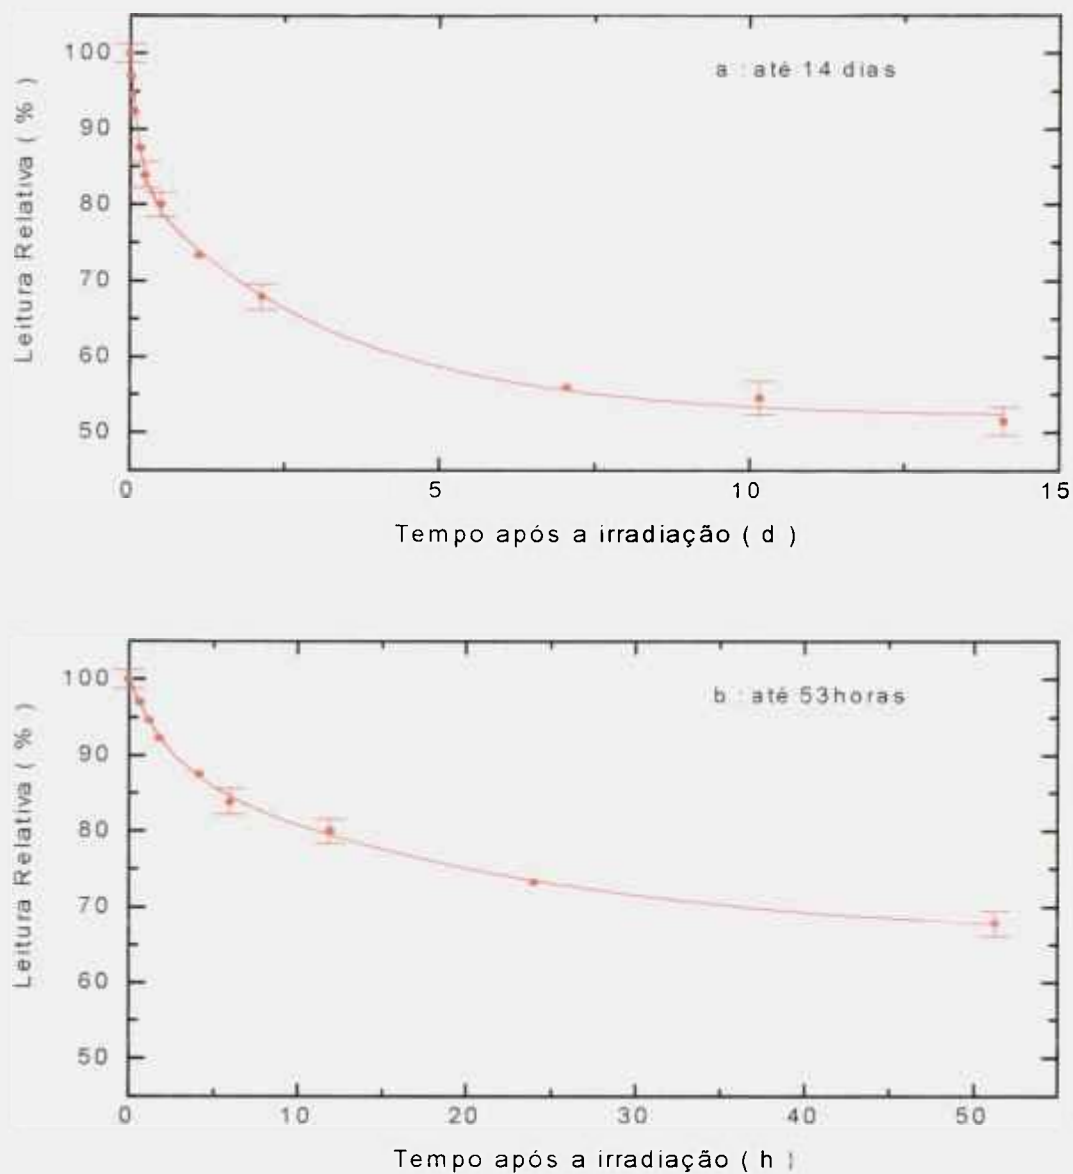 a : até 14 dias
Leitura Relativa ( % )
100
90
80
70
60
50
0 5 10 15
Tempo após a irradiação ( d )
b : até 53horas
Leitura Relativa ( % )
100
90
80
70
60
50
0 10 20 30 40 50
Tempo após a irradiação ( h )